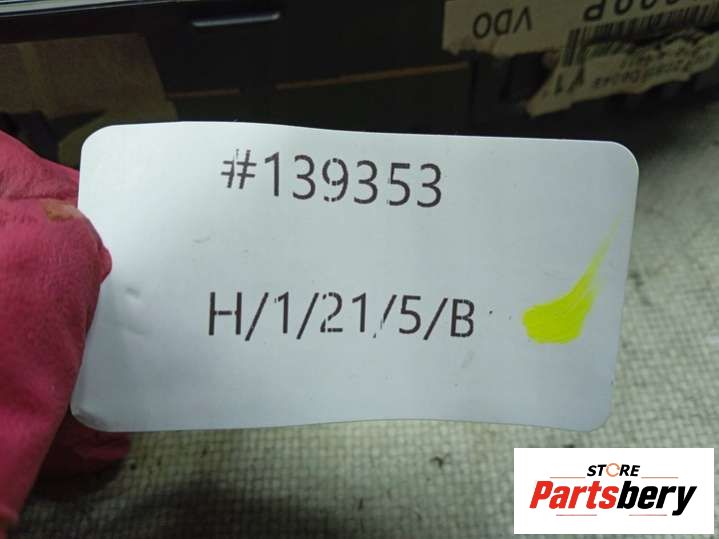 VDO
#139353
H/1/21/5/B
STORE
Partsbery